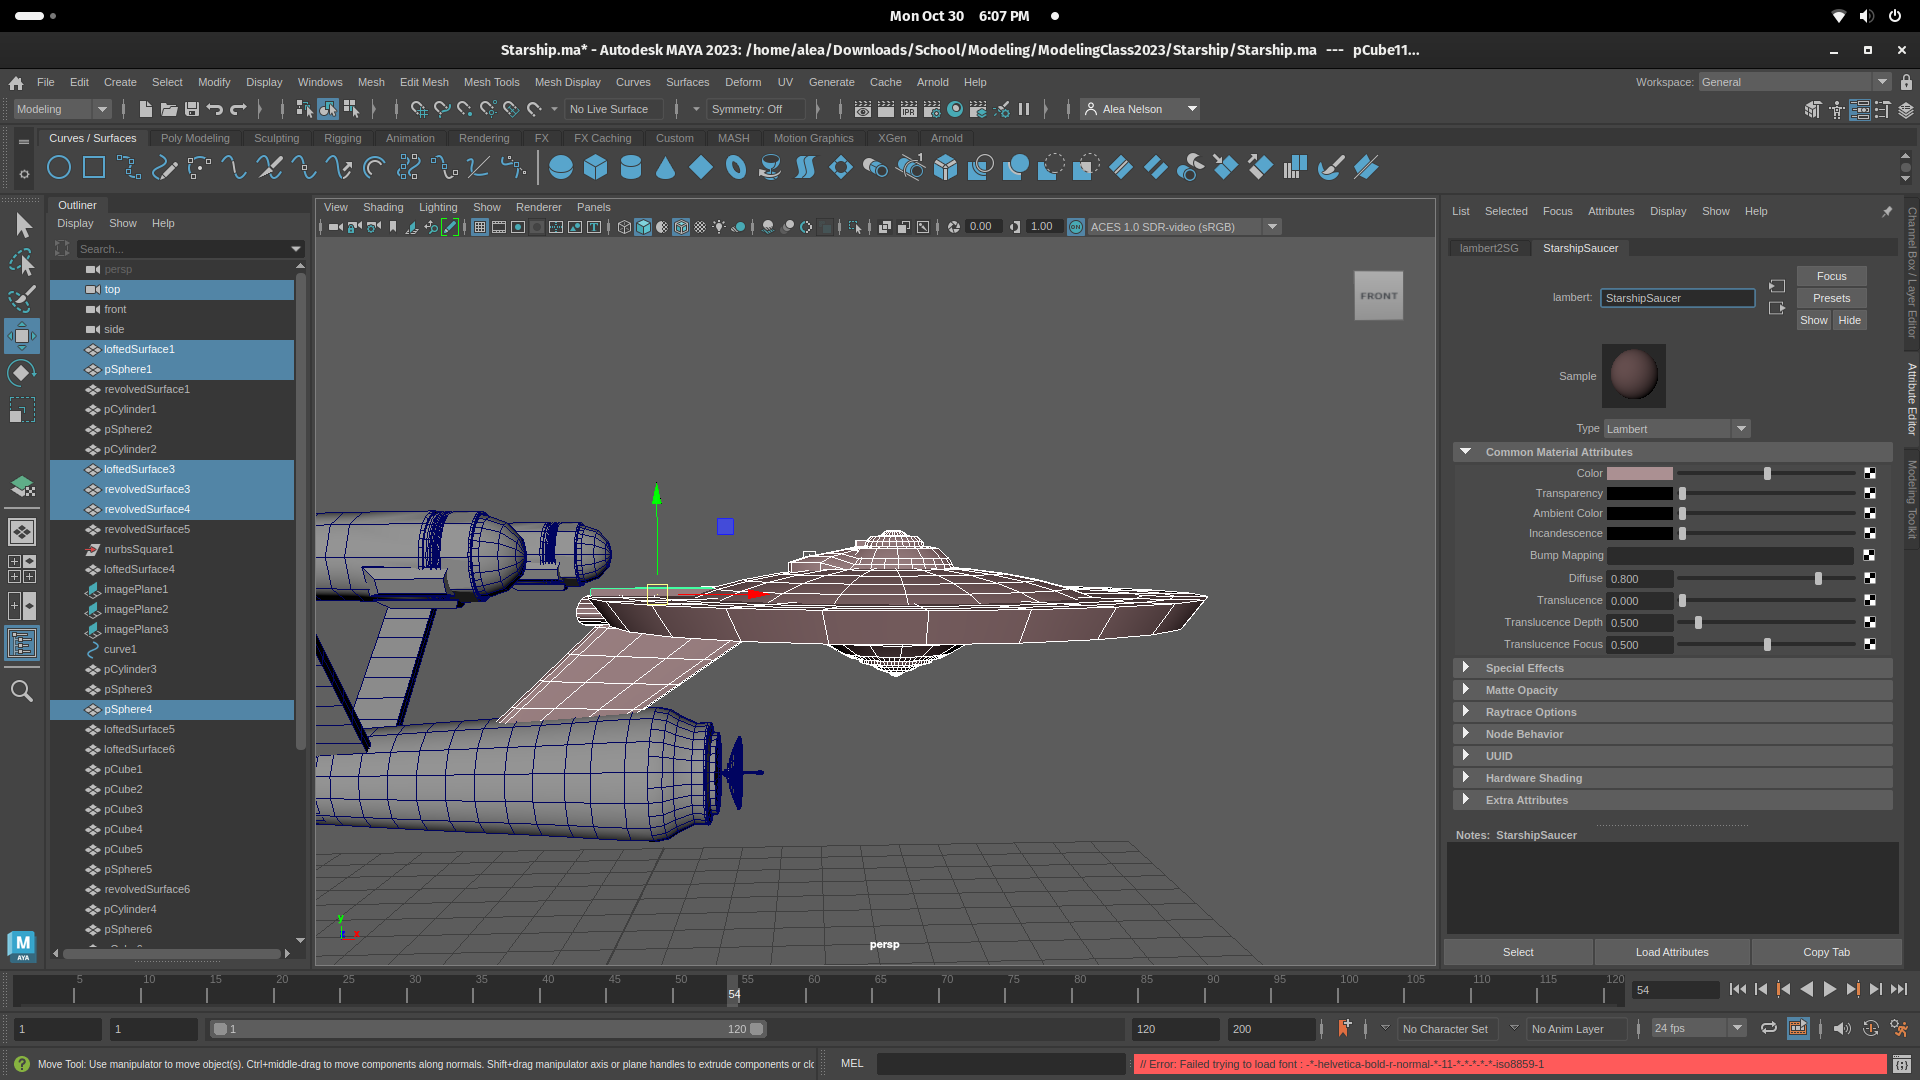 Mon Oct 30 6:07 PM
Starship.ma* - Autodesk MAYA 2023: /home/alea/Downloads/School/Modeling/ModelingClass2023/Starship/Starship.ma --- pCube11...
File Edit Create Select Modify Display Windows Mesh Edit Mesh Mesh Tools Mesh Display Curves Surfaces Deform UV Generate Cache Arnold Help
Workspace: General
Modeling
No Live Surface
Symmetry: Off
IPR
Alea Nelson
Curves / Surfaces Poly Modeling Sculpting Rigging Animation Rendering FX FX Caching Custom MASH Motion Graphics XGen Arnold
Outliner
Display Show Help
Search...
persp
top
front
side
loftedSurface1
pSphere1
revolvedSurface1
pCylinder1
pSphere2
pCylinder2
loftedSurface3
revolvedSurface3
revolvedSurface4
revolvedSurface5
nurbsSquare1
loftedSurface4
imagePlane1
imagePlane2
imagePlane3
curve1
pCylinder3
pSphere3
pSphere4
loftedSurface5
loftedSurface6
pCube1
pCube2
pCube3
pCube4
pCube5
pSphere5
revolvedSurface6
pCylinder4
pSphere6
View Shading Lighting Show Renderer Panels
0.00 1.00 ACES 1.0 SDR-video (sRGB)
FRONT
y
persp
List Selected Focus Attributes Display Show Help
lambert2SG StarshipSaucer
lambert: StarshipSaucer
Focus
Presets
Show Hide
Sample
Type Lambert
Common Material Attributes
Color
Transparency
Ambient Color
Incandescence
Bump Mapping
Diffuse 0.800
Translucence 0.000
Translucence Depth 0.500
Translucence Focus 0.500
Special Effects
Matte Opacity
Raytrace Options
Node Behavior
UUID
Hardware Shading
Extra Attributes
Notes: StarshipSaucer
Select Load Attributes Copy Tab
Channel Box / Layer Editor
Attribute Editor
Modeling Toolkit
M
AYA
5 10 15 20 25 30 35 40 45 50 55 60 65 70 75 80 85 90 95 100 105 110 115 120
54
54
1 1 1 120 120 200
No Character Set
No Anim Layer
24 fps
Move Tool: Use manipulator to move object(s). Ctrl+middle-drag to move components along normals. Shift+drag manipulator axis or plane handles to extrude components or clo
MEL
// Error: Failed trying to load font : -*-helvetica-bold-r-normal-*-11-*-*-*-*-*-iso8859-1